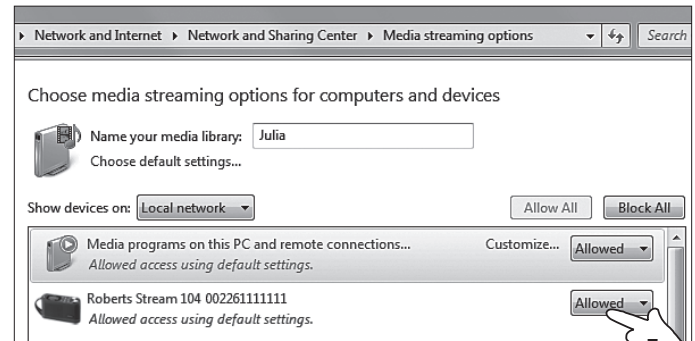 Network and Internet ▸ Network and Sharing Center ▸ Media streaming options Search
Choose media streaming options for computers and devices
Name your media library: Julia
Choose default settings...
Show devices on: Local network Allow All Block All
Media programs on this PC and remote connections... Customize... Allowed
Allowed access using default settings.
Roberts Stream 104 002261111111 Allowed
Allowed access using default settings.